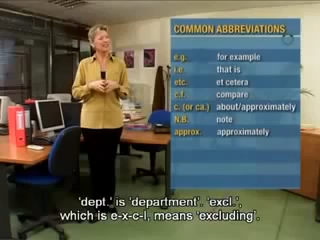 COMMON ABBREVIATIONS
e.g. for example
i.e. that is
etc. et cetera
c.f. compare
c. (or ca.) about/approximately
N.B. note
approx. approximately
'dept.' is 'department'. 'excl.',
which is e-x-c-l, means 'excluding'.